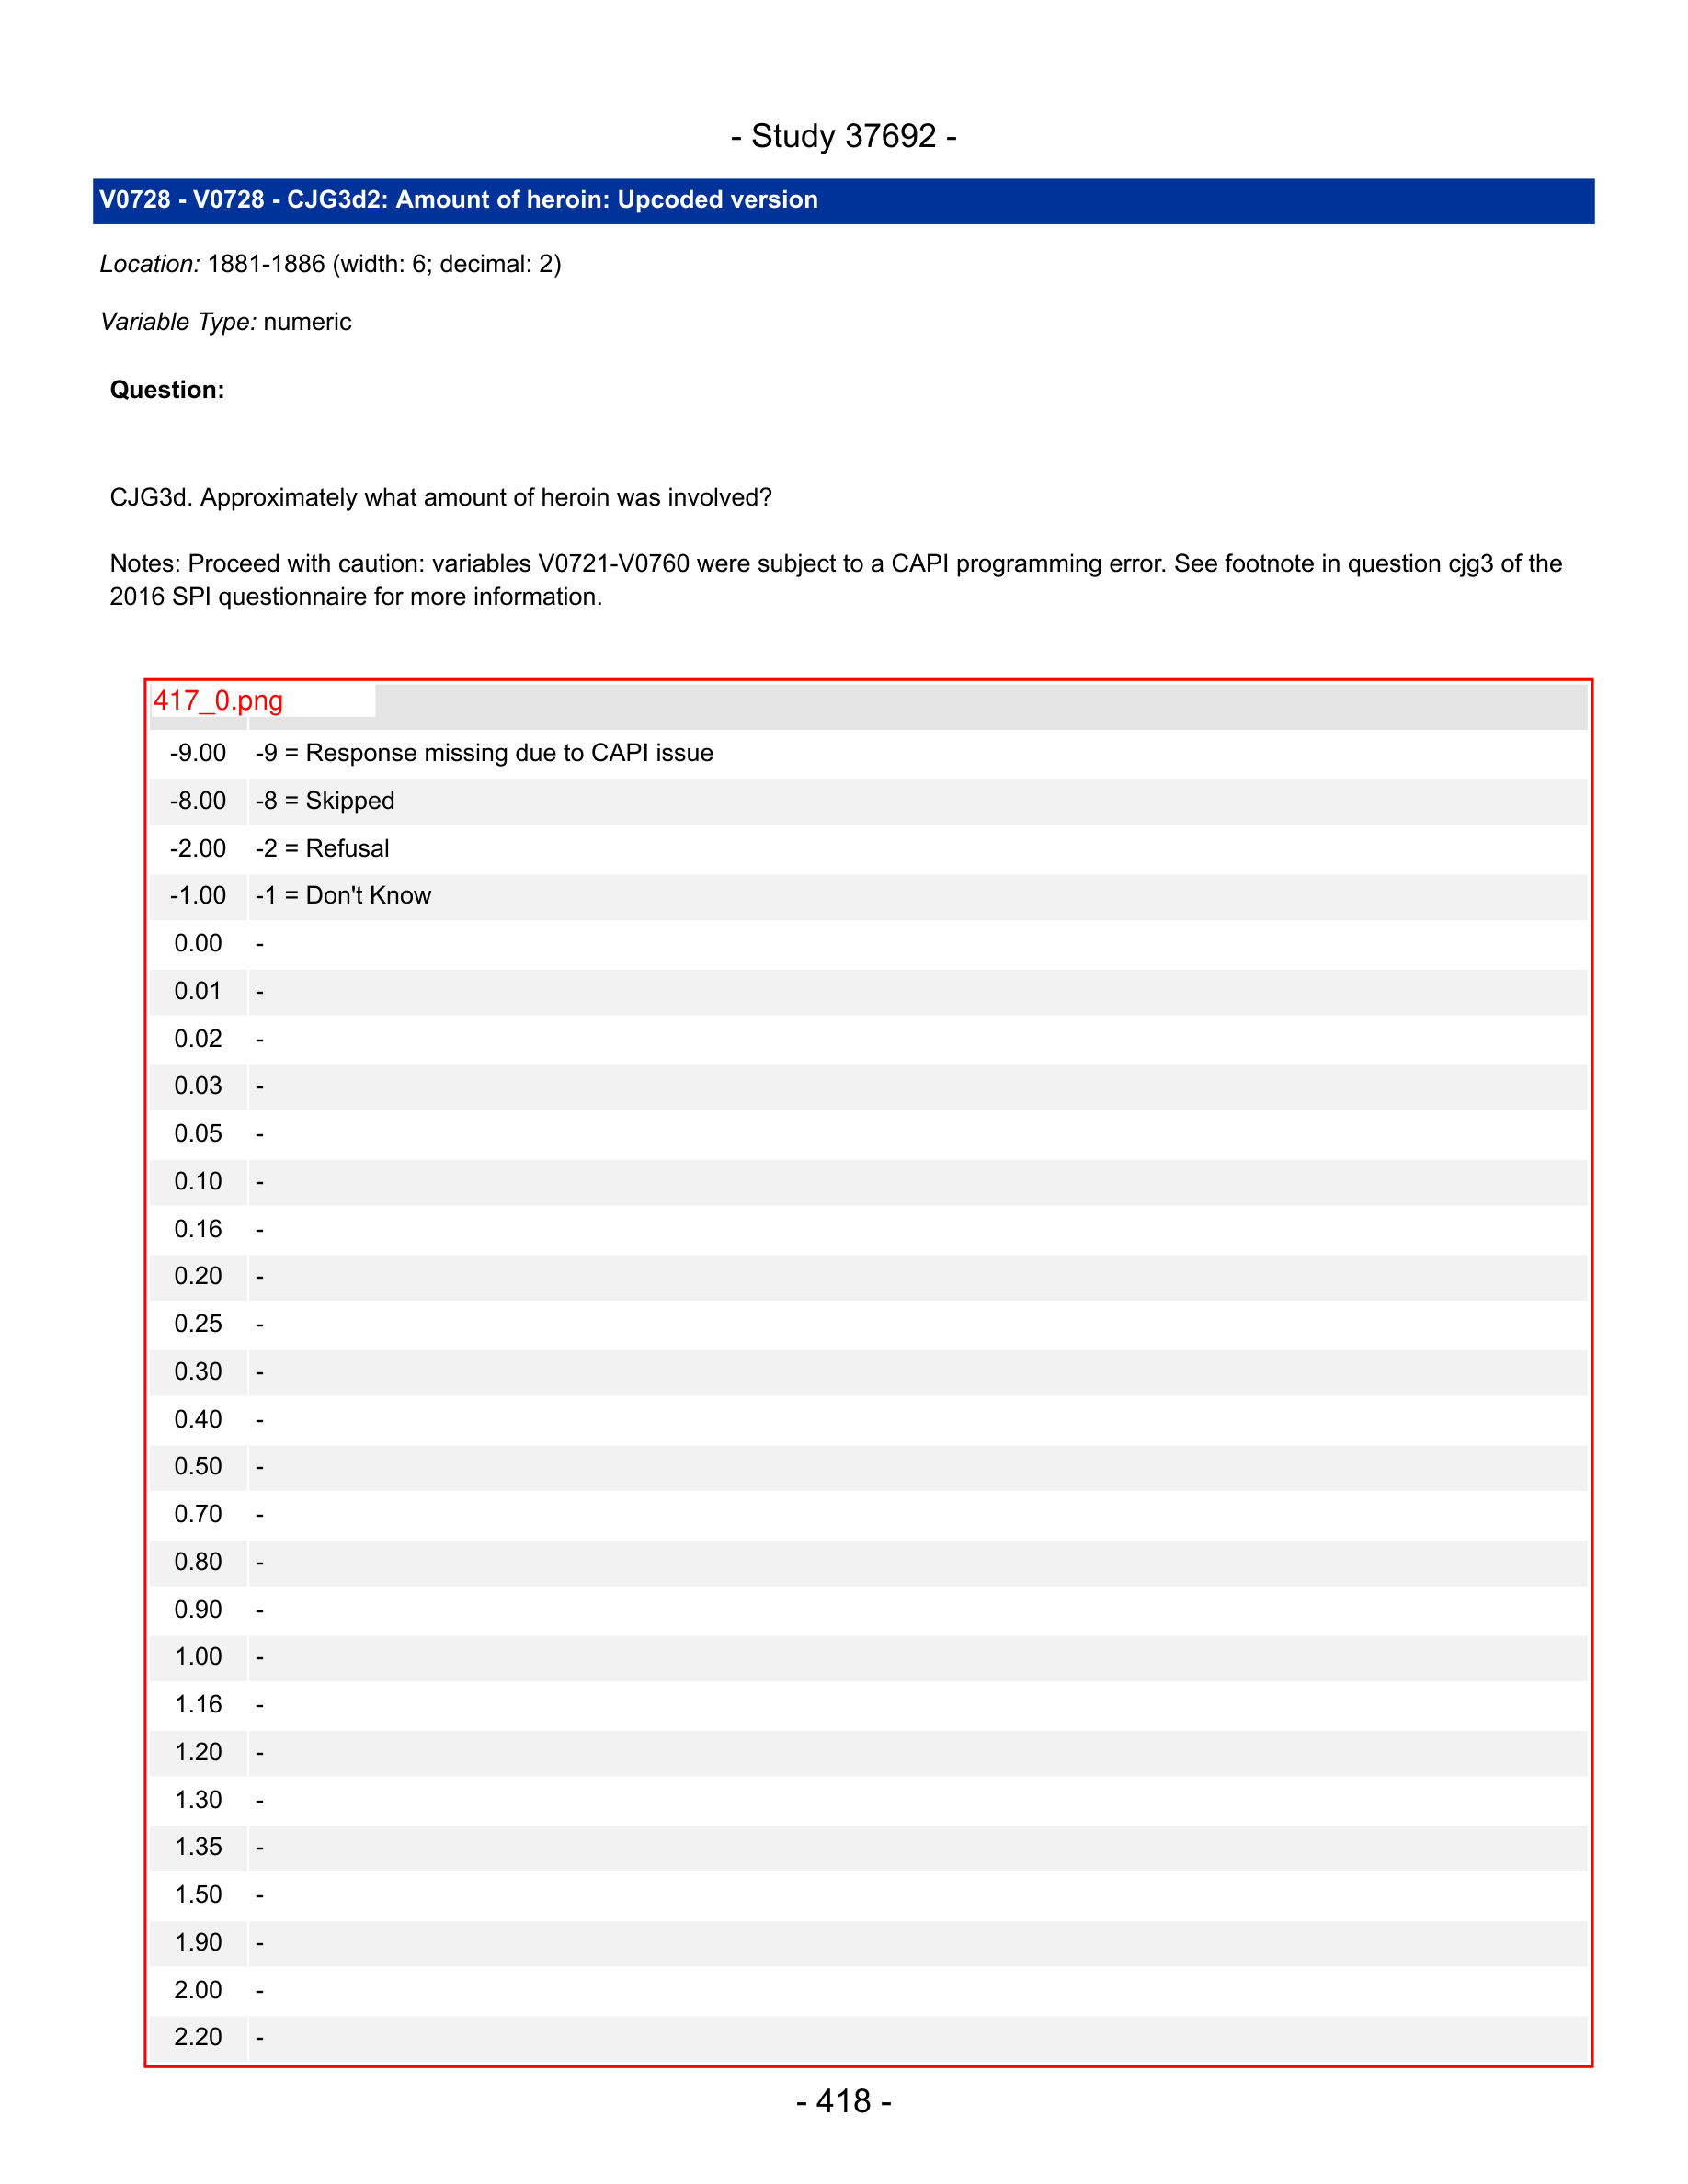 - Study 37692 -
V0728 - V0728 - CJG3d2: Amount of heroin: Upcoded version
Location: 1881-1886 (width: 6; decimal: 2)
Variable Type: numeric
Question:
CJG3d. Approximately what amount of heroin was involved?
Notes: Proceed with caution: variables V0721-V0760 were subject to a CAPI programming error. See footnote in question cjg3 of the
2016 SPI questionnaire for more information.
417_0.png
-9.00 -9 = Response missing due to CAPI issue
-8.00 -8 = Skipped
-2.00 -2 = Refusal
-1.00 -1 = Don't Know
0.00 -
0.01 -
0.02 -
0.03 -
0.05 -
0.10 -
0.16 -
0.20 -
0.25 -
0.30 -
0.40 -
0.50 -
0.70 -
0.80 -
0.90 -
1.00 -
1.16 -
1.20 -
1.30 -
1.35 -
1.50 -
1.90 -
2.00 -
2.20 -
- 418 -